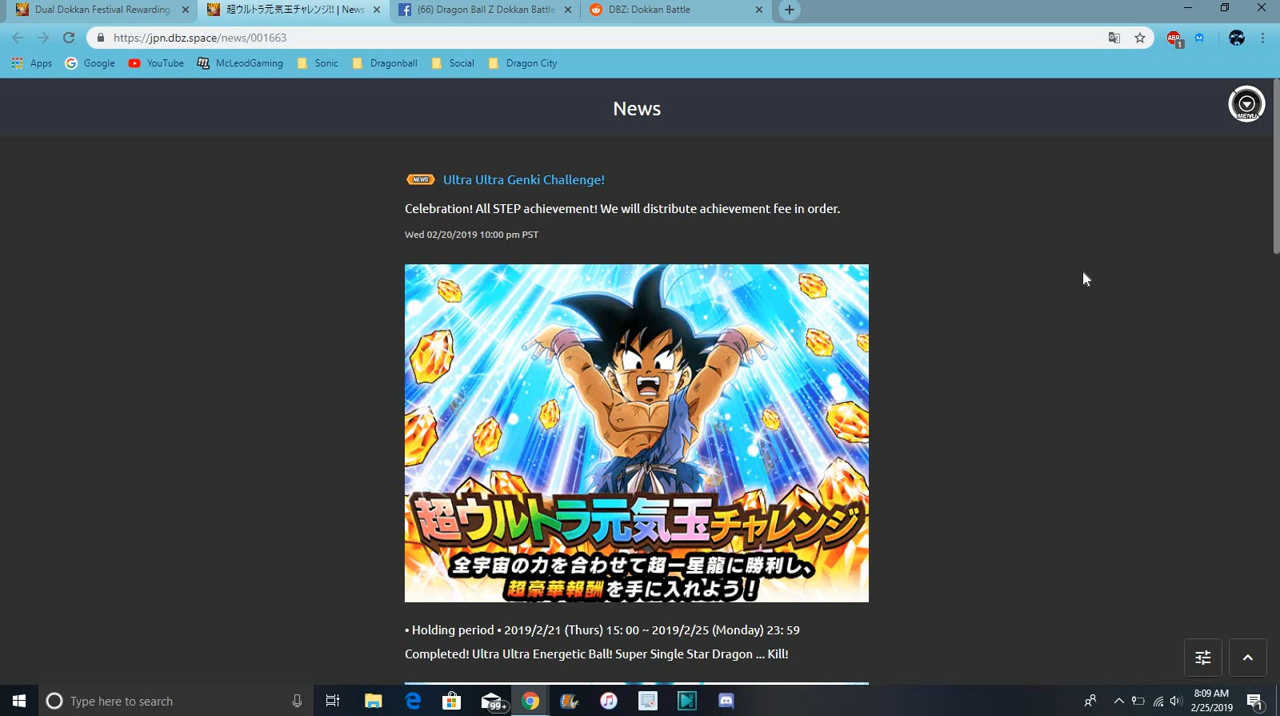 Dual Dokkan Festival Rewarding
超ウルトラ元気玉チャレンジ!! | News
(66) Dragon Ball Z Dokkan Battle
DBZ: Dokkan Battle
https://jpn.dbz.space/news/001663
ABP
1
Apps
Google
YouTube
McLeodGaming
Sonic
Dragonball
Social
Dragon City
News
MENU
NEWS
Ultra Ultra Genki Challenge!
Celebration! All STEP achievement! We will distribute achievement fee in order.
Wed 02/20/2019 10:00 pm PST
超ウルトラ元気玉チャレンジ
全宇宙の力を合わせて超一星龍に勝利し、
超豪華報酬を手に入れよう！
• Holding period • 2019/2/21 (Thurs) 15: 00 ~ 2019/2/25 (Monday) 23: 59
Completed! Ultra Ultra Energetic Ball! Super Single Star Dragon ... Kill!
Type here to search
99+
8:09 AM
2/25/2019
1